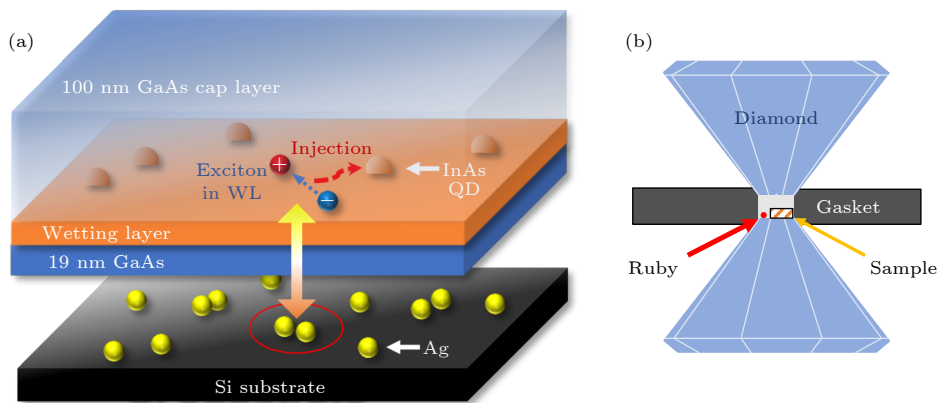 (a)
100 nm GaAs cap layer
Injection
+
Exciton
in WL
−
InAs
QD
Wetting layer
19 nm GaAs
Ag
Si substrate
(b)
Diamond
Gasket
Ruby
Sample